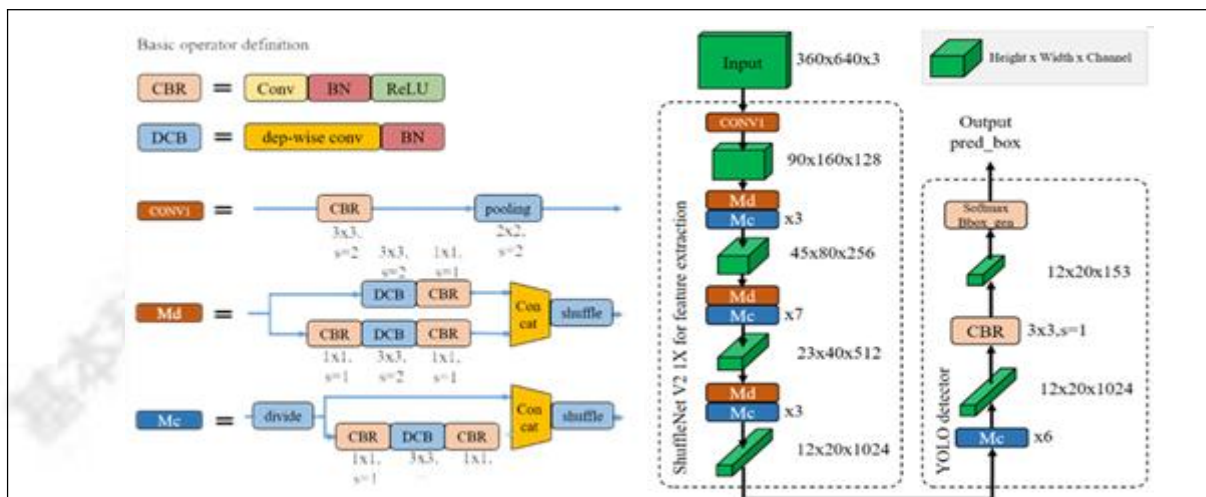 Basic operator definition
CBR = Conv BN ReLU
DCB = dep-wise conv BN
CONV1 = CBR pooling
3x3, s=2 2x2, s=2
Md =
3x3, s=2 1x1, s=1
DCB CBR
CBR DCB CBR
1x1, s=1 3x3, s=2 1x1, s=1
Con cat shuffle
Mc = divide
CBR DCB CBR
1x1, s=1 3x3, 1x1,
Con cat shuffle
Input 360x640x3
CONV1
90x160x128
Md
Mc x3
45x80x256
Md
Mc x7
23x40x512
Md
Mc x3
12x20x1024
ShuffleNet V2 1X for feature extraction
Height x Width x Channel
Output
pred_box
Softmax
Bbox_gen
12x20x153
CBR 3x3,s=1
12x20x1024
Mc x6
YOLO detector